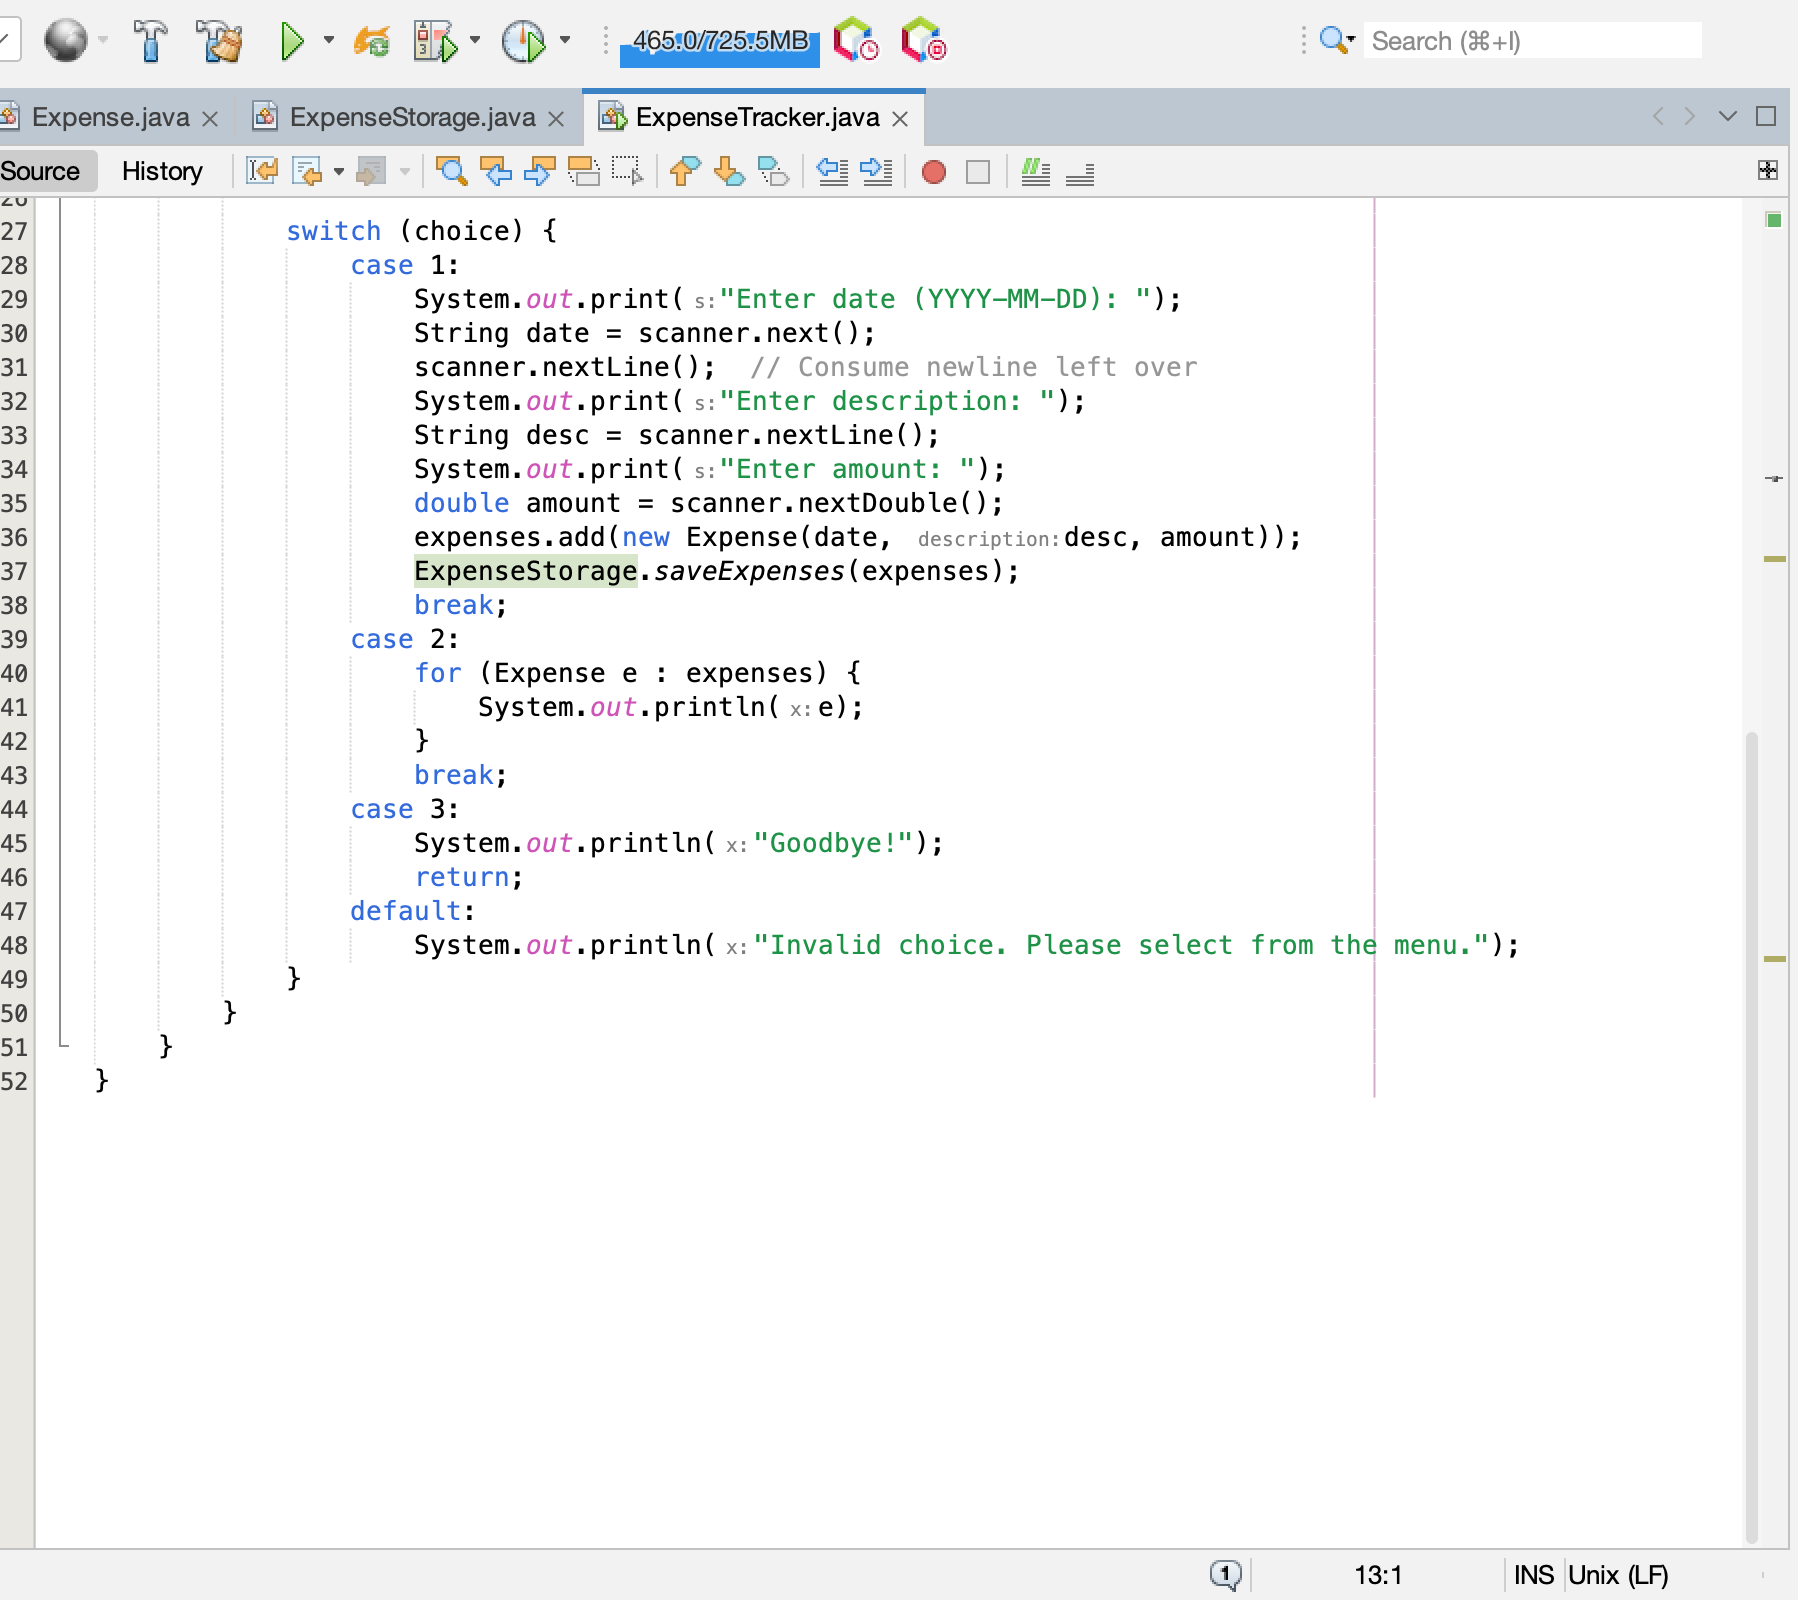 465.0/725.5MB Search (⌘+I)
Expense.java ExpenseStorage.java ExpenseTracker.java
Source History
26
27 switch (choice) {
28 case 1:
29 System.out.print( s:"Enter date (YYYY-MM-DD): ");
30 String date = scanner.next();
31 scanner.nextLine();  // Consume newline left over
32 System.out.print( s:"Enter description: ");
33 String desc = scanner.nextLine();
34 System.out.print( s:"Enter amount: ");
35 double amount = scanner.nextDouble();
36 expenses.add(new Expense(date, description:desc, amount));
37 ExpenseStorage.saveExpenses(expenses);
38 break;
39 case 2:
40 for (Expense e : expenses) {
41 System.out.println( x:e);
42 }
43 break;
44 case 3:
45 System.out.println( x:"Goodbye!");
46 return;
47 default:
48 System.out.println( x:"Invalid choice. Please select from the menu.");
49 }
50 }
51 }
52 }
1 13:1 INS Unix (LF)